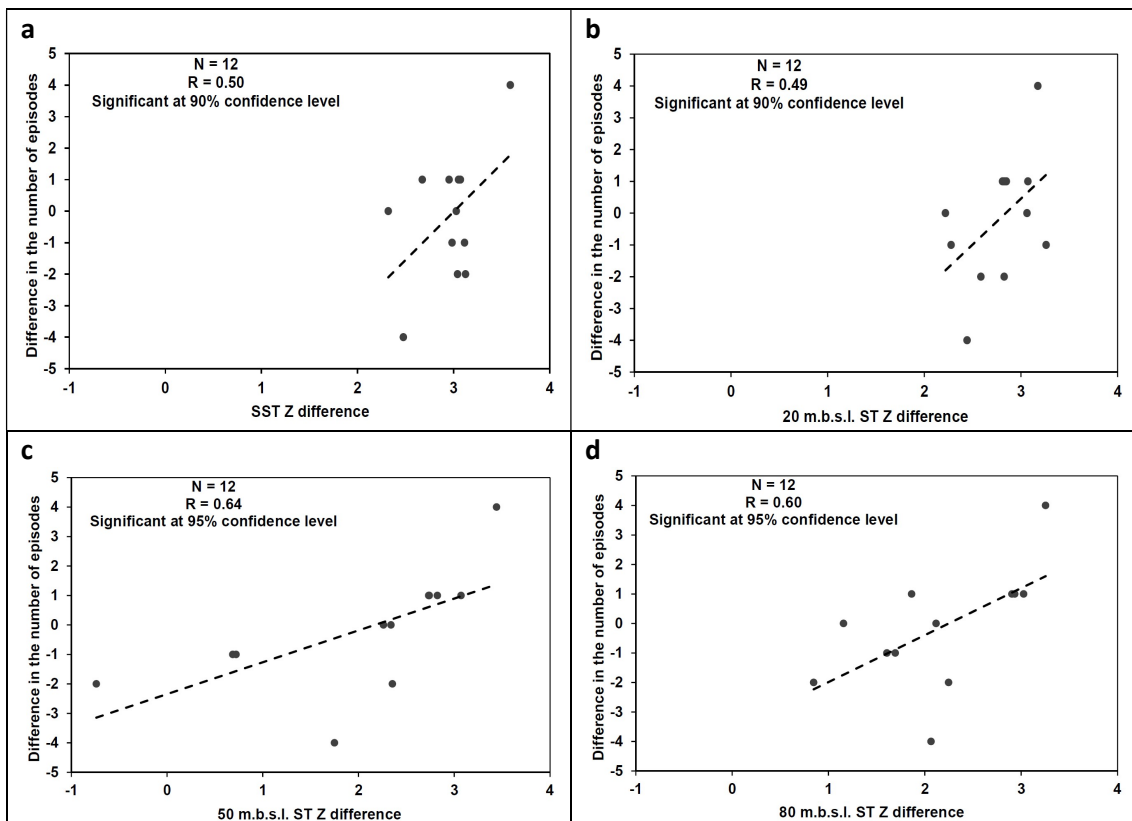 a
N = 12
R = 0.50
Significant at 90% confidence level
Difference in the number of episodes
5
4
3
2
1
0
-1
-2
-3
-4
-5
-1 0 1 2 3 4
SST Z difference
b
N = 12
R = 0.49
Significant at 90% confidence level
Difference in the number of episodes
5
4
3
2
1
0
-1
-2
-3
-4
-5
-1 0 1 2 3 4
20 m.b.s.l. ST Z difference
c
N = 12
R = 0.64
Significant at 95% confidence level
Difference in the number of episodes
5
4
3
2
1
0
-1
-2
-3
-4
-5
-1 0 1 2 3 4
50 m.b.s.l. ST Z difference
d
N = 12
R = 0.60
Significant at 95% confidence level
Difference in the number of episodes
5
4
3
2
1
0
-1
-2
-3
-4
-5
-1 0 1 2 3 4
80 m.b.s.l. ST Z difference